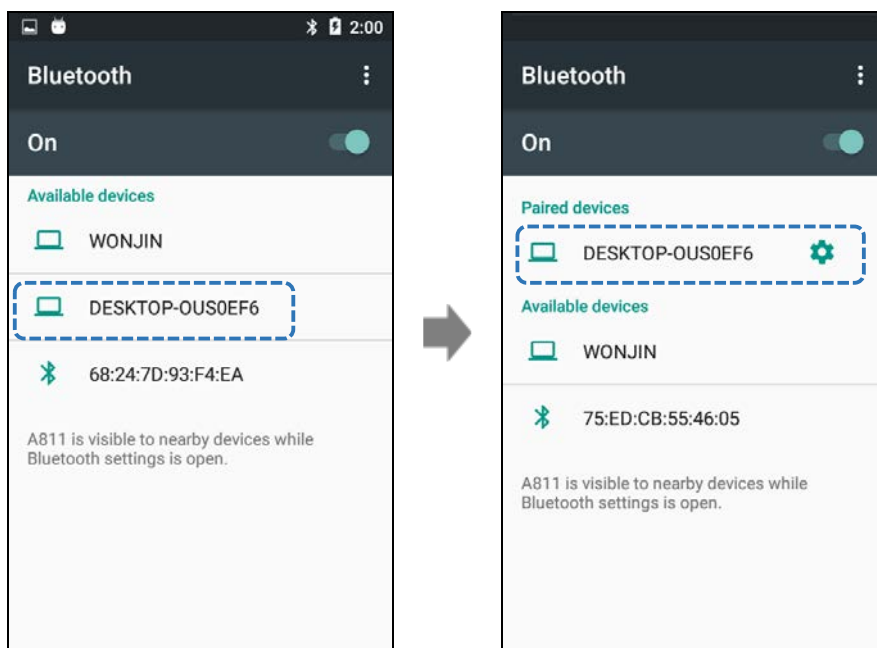 2:00
Bluetooth
On
Available devices
WONJIN
DESKTOP-OUS0EF6
68:24:7D:93:F4:EA
A811 is visible to nearby devices while
Bluetooth settings is open.
Bluetooth
On
Paired devices
DESKTOP-OUS0EF6
Available devices
WONJIN
75:ED:CB:55:46:05
A811 is visible to nearby devices while
Bluetooth settings is open.